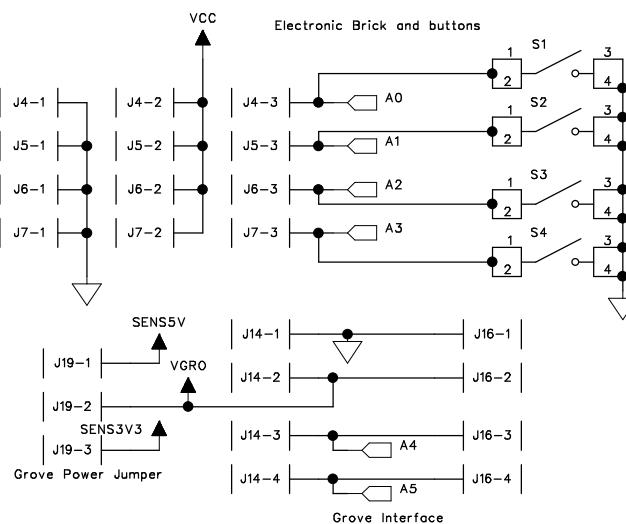 VCC
Electronic Brick and buttons
S1
1 3
2 4
J4-1 J4-2 J4-3 A0
S2
1 3
2 4
J5-1 J5-2 J5-3 A1
S3
J6-1 J6-2 J6-3 A2
1 3
2 4
J7-1 J7-2 J7-3 A3
S4
1 3
2 4
SENS5V
J14-1 J16-1
J19-1
VGRO
J14-2 J16-2
J19-2
SENS3V3
J14-3 J16-3
J19-3 A4
Grove Power Jumper
J14-4 J16-4
A5
Grove Interface